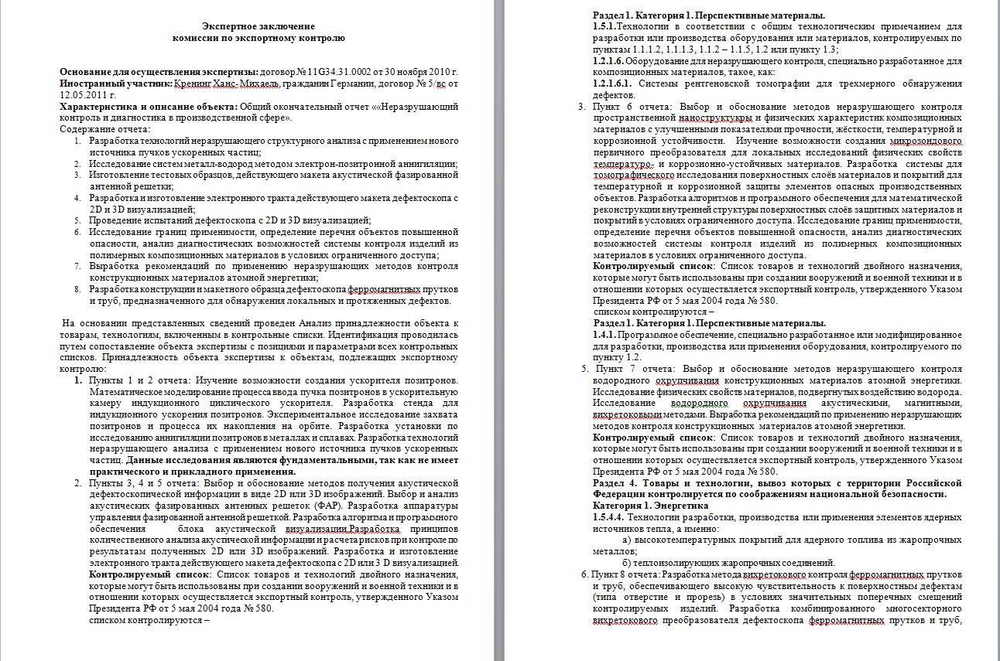 Экспертное заключение
комиссии по экспортному контролю
Основание для осуществления экспертизы: договор № 11G34.31.0002 от 30 ноября 2010 г.
Иностранный участник: Кренинг Ханс- Михаель, гражданин Германии, договор № 5/вс от
12.05.2011 г.
Характеристика и описание объекта: Общий окончательный отчет ««Неразрушающий
контроль и диагностика в производственной сфере».
Содержание отчета:
1. Разработка технологий неразрушающего структурного анализа с применением нового
источника пучков ускоренных частиц;
2. Исследование систем металл-водород методом электрон-позитронной аннигиляции;
3. Изготовление тестовых образцов, действующего макета акустической фазированной
антенной решетки;
4. Разработка и изготовление электронного тракта действующего макета дефектоскопа с
2D и 3D визуализацией;
5. Проведение испытаний дефектоскопа с 2D и 3D визуализацией;
6. Исследование границ применимости, определение перечня объектов повышенной
опасности, анализ диагностических возможностей системы контроля изделий из
полимерных композиционных материалов в условиях ограниченного доступа;
7. Выработка рекомендаций по применению неразрушающих методов контроля
конструкционных материалов атомной энергетики;
8. Разработка конструкции и макетного образца дефектоскопа ферромагнитных прутков
и труб, предназначенного для обнаружения локальных и протяженных дефектов.
На основании представленных сведений проведен Анализ принадлежности объекта к
товарам, технологиям, включенным в контрольные списки. Идентификация проводилась
путем сопоставление объекта экспертизы с позициями и параметрами всех контрольных
списков. Принадлежность объекта экспертизы к объектам, подлежащих экспортному
контролю:
1. Пункты 1 и 2 отчета: Изучение возможности создания ускорителя позитронов.
Математическое моделирование процесса ввода пучка позитронов в ускорительную
камеру индукционного циклического ускорителя. Разработка стенда для
индукционного ускорения позитронов. Экспериментальное исследование захвата
позитронов и процесса их накопления на орбите. Разработка установки по
исследованию аннигиляции позитронов в металлах и сплавах. Разработка технологий
неразрушающего анализа с применением нового источника пучков ускоренных
частиц. Данные исследования являются фундаментальными, так как не имеет
практического и прикладного применения.
2. Пункты 3, 4 и 5 отчета: Выбор и обоснование методов получения акустической
дефектоскопической информации в виде 2D или 3D изображений. Выбор и анализ
акустических фазированных антенных решеток (ФАР). Разработка аппаратуры
управления фазированной антенной решеткой. Разработка алгоритма и программного
обеспечения блока акустической визуализации.Разработка принципов
количественного анализа акустической информации и расчета рисков при контроле по
результатам полученных 2D или 3D изображений. Разработка и изготовление
электронного тракта действующего макета дефектоскопа с 2D или 3 D визуализацией.
Контролируемый список: Список товаров и технологий двойного назначения,
которые могут быть использованы при создании вооружений и военной техники и в
отношении которых осуществляется экспортный контроль, утвержденного Указом
Президента РФ от 5 мая 2004 года № 580.
списком контролируются –
Раздел 1. Категория 1. Перспективные материалы.
1.5.1.Технологии в соответствии с общим технологическим примечанием для
разработки или производства оборудования или материалов, контролируемых по
пунктам 1.1.1.2, 1.1.1.3, 1.1.2 – 1.1.5, 1.2 или пункту 1.3;
1.2.1.6. Оборудование для неразрушающего контроля, специально разработанное для
композиционных материалов, такое, как:
1.2.1.6.1. Системы рентгеновской томографии для трехмерного обнаружения
дефектов.
3. Пункт 6 отчета: Выбор и обоснование методов неразрушающего контроля
пространственной наноструктукры и физических характеристик композиционных
материалов с улучшенными показателями прочности, жёсткости, температурной и
коррозионной устойчивости. Изучение возможности создания микрозондового
первичного преобразователя для локальных исследований физических свойств
температуро- и коррозионно-устойчивых материалов. Разработка системы для
томографического исследования поверхностных слоёв материалов и покрытий для
температурной и коррозионной защиты элементов опасных производственных
объектов. Разработка алгоритмов и программного обеспечения для математической
реконструкции внутренней структуры поверхностных слоёв защитных материалов и
покрытий в условиях ограниченного доступа. Исследование границ применимости,
определение перечня объектов повышенной опасности, анализ диагностических
возможностей системы контроля изделий из полимерных композиционных
материалов в условиях ограниченного доступа.
Контролируемый список: Список товаров и технологий двойного назначения,
которые могут быть использованы при создании вооружений и военной техники и в
отношении которых осуществляется экспортный контроль, утвержденного Указом
Президента РФ от 5 мая 2004 года № 580.
списком контролируются –
Раздел 1. Категория 1. Перспективные материалы.
1.4.1. Программное обеспечение, специально разработанное или модифицированное
для разработки, производства или применения оборудования, контролируемого по
пункту 1.2.
5. Пункт 7 отчета: Выбор и обоснование методов неразрушающего контроля
водородного охрупчивания конструкционных материалов атомной энергетики.
Исследование физических свойств материалов, подвергнутых воздействию водорода.
Исследование водородного охрупчивания акустическими, магнитными,
вихретоковыми методами. Выработка рекомендаций по применению неразрушающих
методов контроля конструкционных материалов атомной энергетики.
Контролируемый список: Список товаров и технологий двойного назначения,
которые могут быть использованы при создании вооружений и военной техники и в
отношении которых осуществляется экспортный контроль, утвержденного Указом
Президента РФ от 5 мая 2004 года № 580.
Раздел 4. Товары и технологии, вывоз которых с территории Российской
Федерации контролируется по соображениям национальной безопасности.
Категория 1. Энергетика
1.5.4.4. Технологии разработки, производства или применения элементов ядерных
источников тепла, а именно:
а) высокотемпературных покрытий для ядерного топлива из жаропрочных
металлов;
б) теплоизолирующих жаропрочных соединений.
6. Пункт 8 отчета: Разработка метода вихретокового контроля ферромагнитных прутков
и труб, обеспечивающего высокую чувствительность к поверхностным дефектам
(типа отверстие и прорезь) в условиях значительных поперечных смещений
контролируемых изделий. Разработка комбинированного многосекторного
вихретокового преобразователя дефектоскопа ферромагнитных прутков и труб,